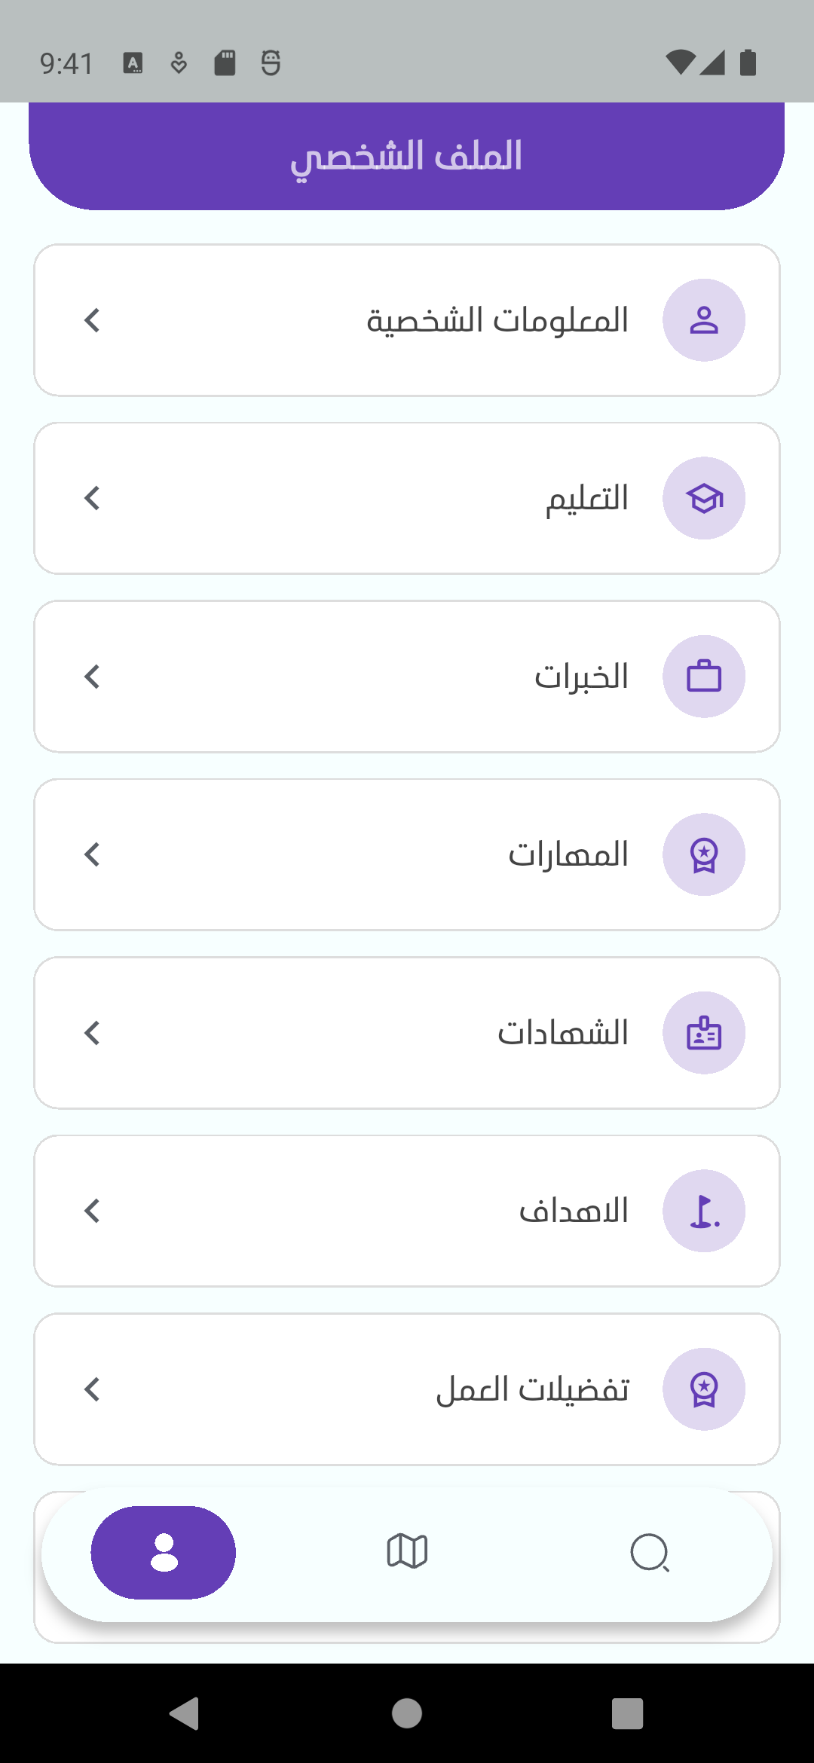 9:41
الملف الشخصي
المعلومات الشخصية
التعليم
الخبرات
المهارات
الشهادات
الاهداف
تفضيلات العمل